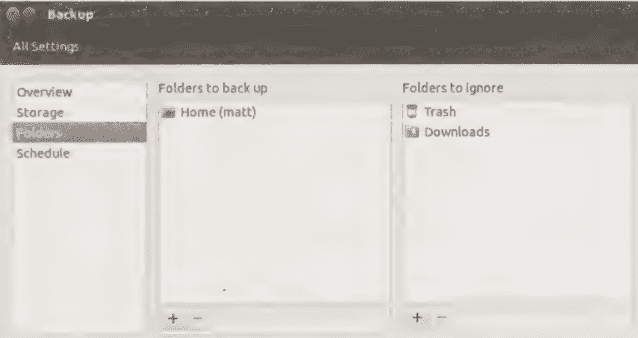 Backup
All Settings
Overview
Storage
Folders
Schedule
Folders to back up
Home (matt)
+ −
Folders to ignore
Trash
Downloads
+ −